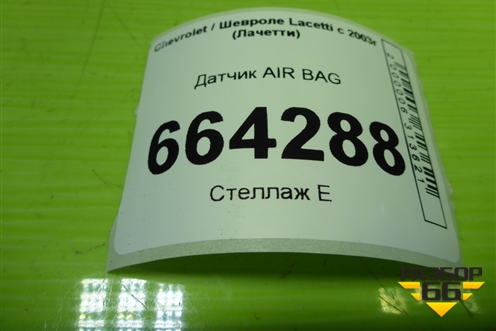 Chevrolet / Шевроле Lacetti с 2003г
(Лачетти)
Датчик AIR BAG
664288
Стеллаж Е
РАЗБОР
66